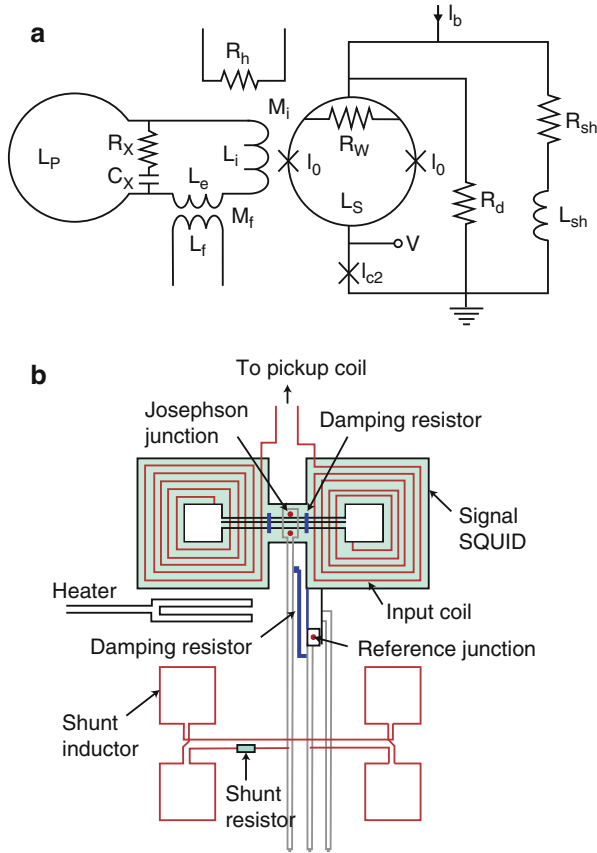 a
I_b
R_h
M_i
R_X
L_i
L_P
C_X
L_e
M_f
L_f
R_W
I_0
I_0
L_S
V
I_c2
R_d
R_sh
L_sh
b
To pickup coil
Josephson
junction
Damping resistor
Signal
SQUID
Heater
Input coil
Damping resistor
Reference junction
Shunt
inductor
Shunt
resistor